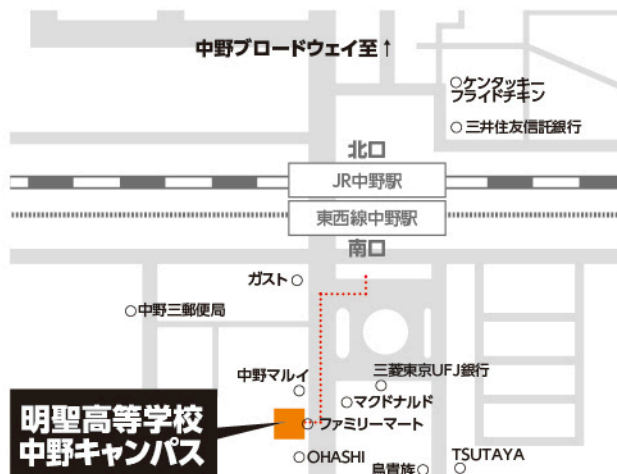 中野ブロードウェイ至↑
ケンタッキー
フライドチキン
三井住友信託銀行
北口
JR中野駅
東西線中野駅
南口
ガスト
中野三郵便局
三菱東京UFJ銀行
中野マルイ
マクドナルド
明聖高等学校
中野キャンパス
ファミリーマート
OHASHI
鳥貴族
TSUTAYA